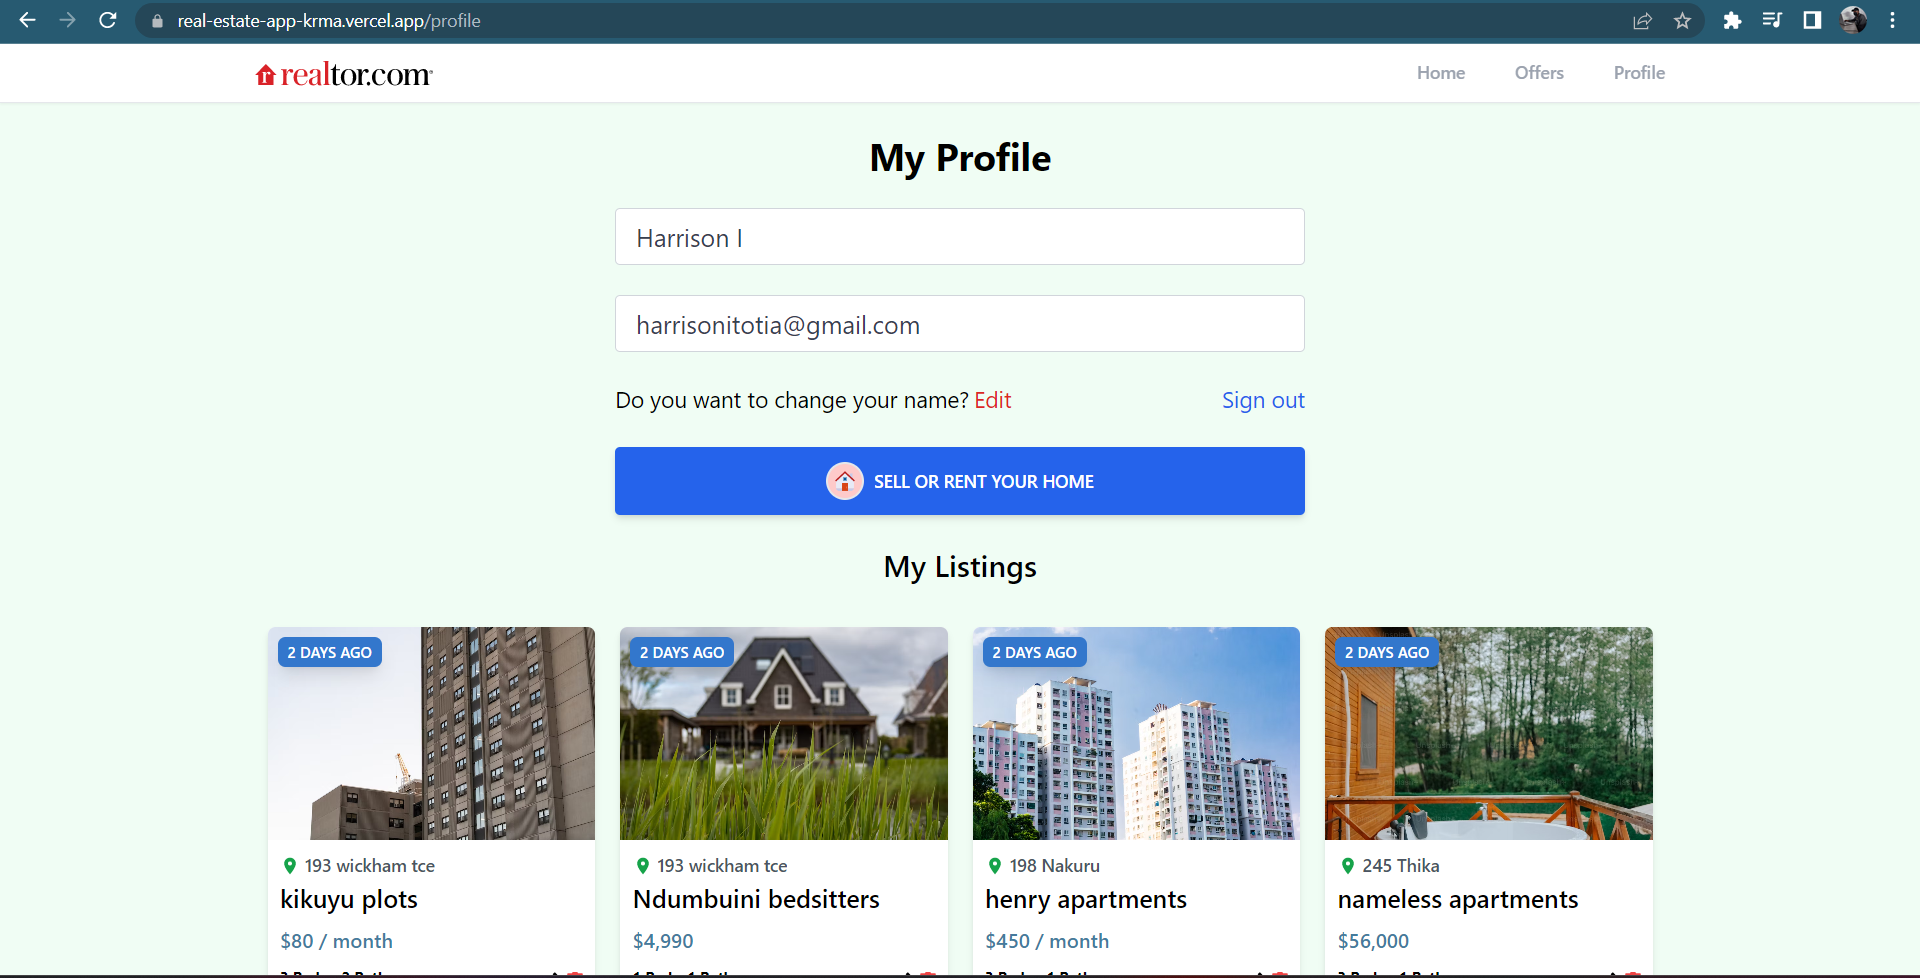 real-estate-app-krma.vercel.app/profile
realtor.com
Home
Offers
Profile
My Profile
Harrison I
harrisonitotia@gmail.com
Do you want to change your name? Edit
Sign out
SELL OR RENT YOUR HOME
My Listings
2 DAYS AGO
193 wickham tce
kikuyu plots
$80 / month
2 DAYS AGO
193 wickham tce
Ndumbuini bedsitters
$4,990
2 DAYS AGO
198 Nakuru
henry apartments
$450 / month
2 DAYS AGO
245 Thika
nameless apartments
$56,000